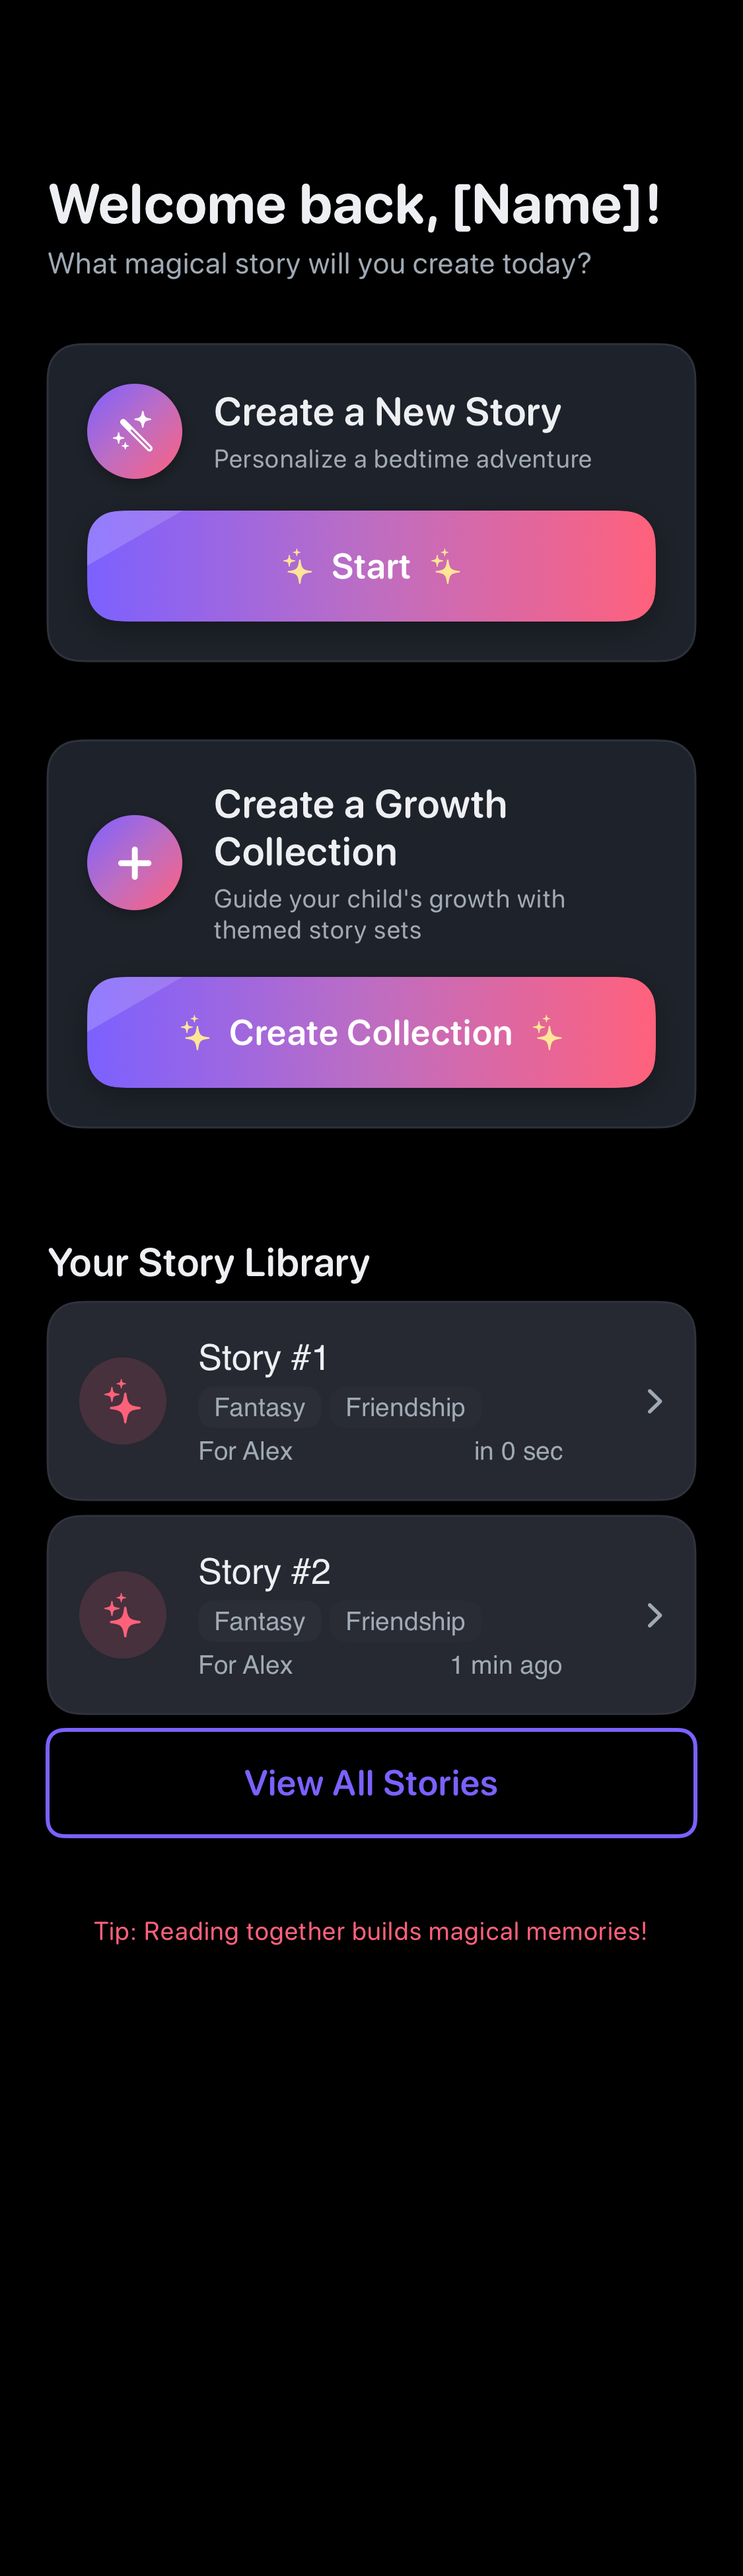 Welcome back, [Name]!
What magical story will you create today?
Create a New Story
Personalize a bedtime adventure
Start
Create a Growth
Collection
Guide your child's growth with
themed story sets
Create Collection
Your Story Library
Story #1
Fantasy Friendship
For Alex in 0 sec
Story #2
Fantasy Friendship
For Alex 1 min ago
View All Stories
Tip: Reading together builds magical memories!